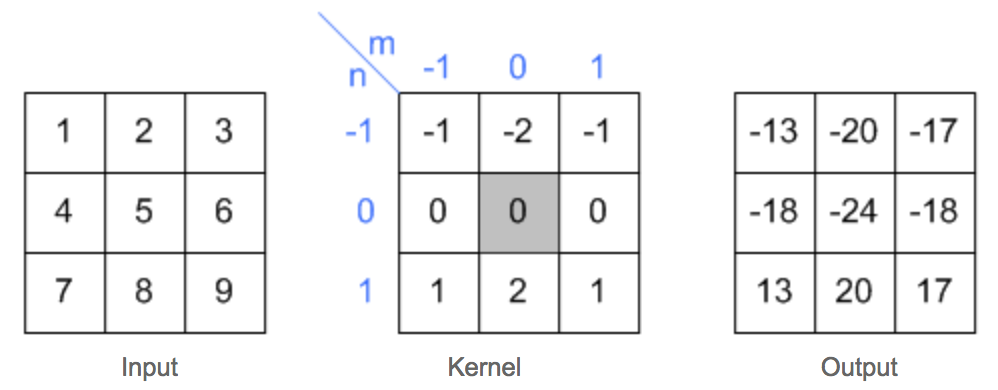 m
n -1 0 1
1 2 3 -1 -1 -2 -1 -13 -20 -17
4 5 6 0 0 0 0 -18 -24 -18
7 8 9 1 1 2 1 13 20 17
Input Kernel Output